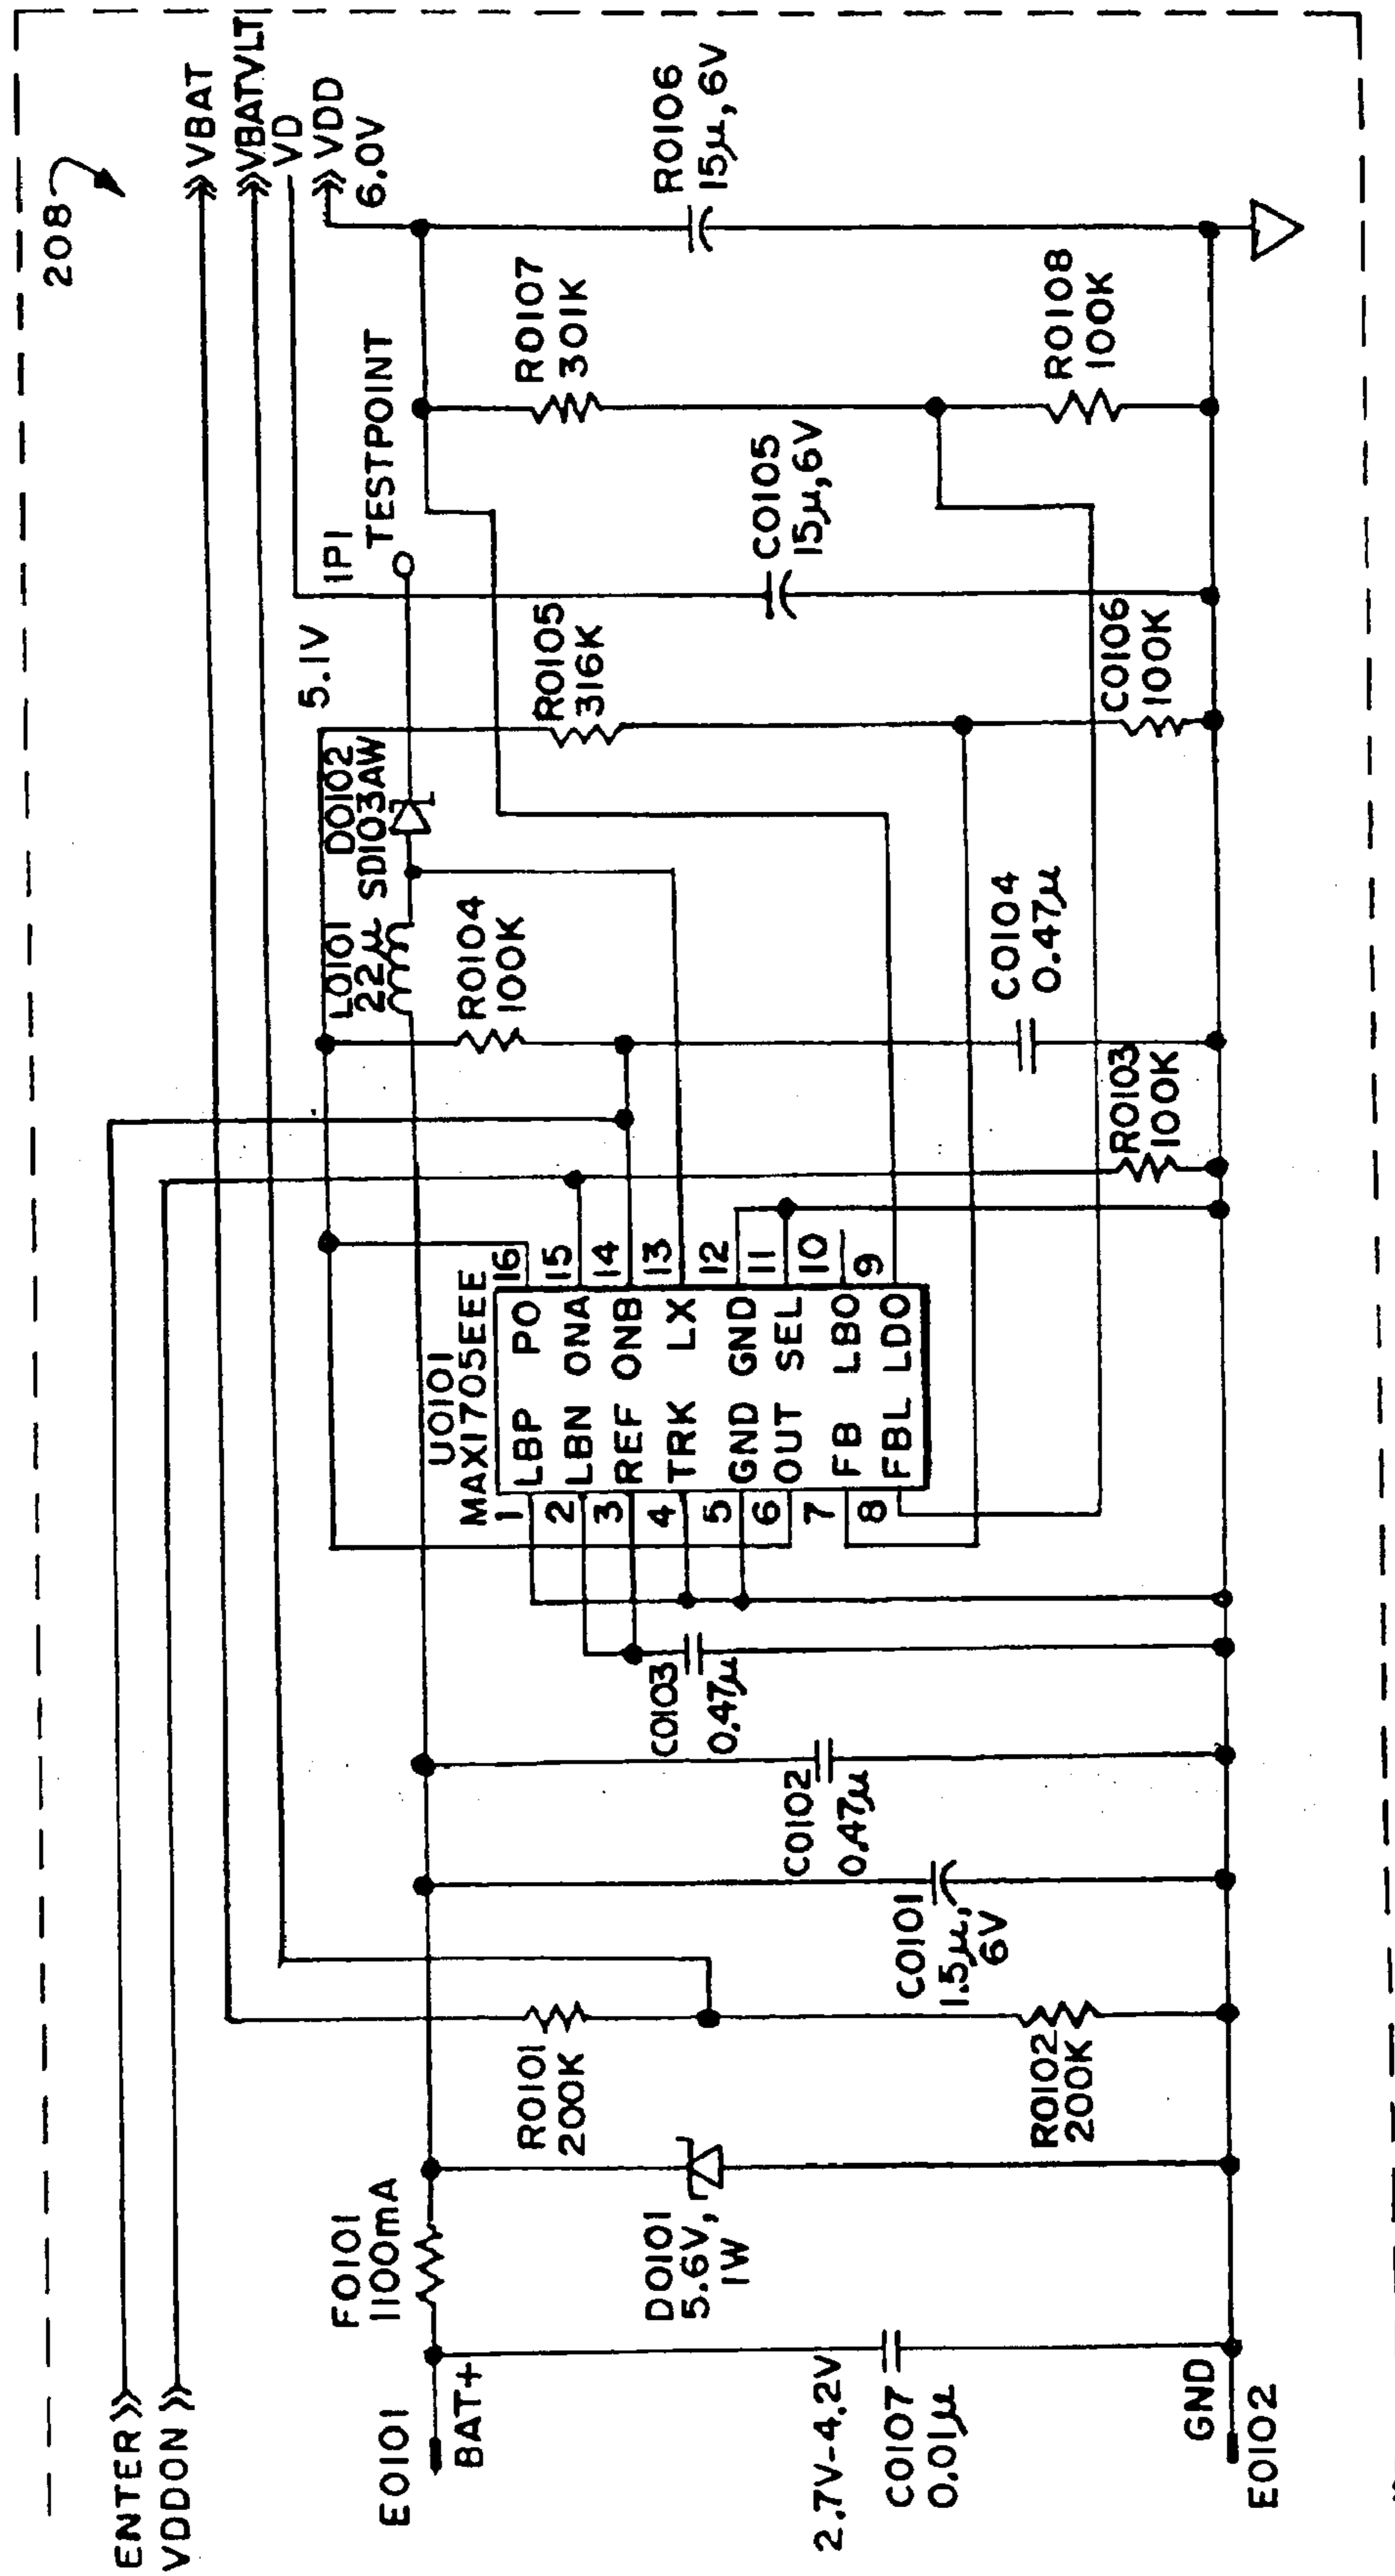 208
ENTER
VDDON
VBAT
VBATVLT
VD
VDD
6.0V
E0101
BAT+
F0101
1100mA
2.7V-4.2V
C0107
0.01μ
GND
E0102
D0101
5.6V,
1W
R0101
200K
R0102
200K
C0101
1.5μ,
6V
C0102
0.47μ
C0103
0.47μ
U0101
MAX1705EEE
1 LBP PO 16
2 LBN ONA 15
3 REF ONB 14
4 TRK LX 13
5 GND GND 12
6 OUT SEL 11
7 FB LBO 10
8 FBL LDO 9
R0103
100K
L0101
22μ
R0104
100K
C0104
0.47μ
D0102
SD103AW
5.1V
1P1
TESTPOINT
R0105
316K
C0106
100K
C0105
15μ,6V
R0107
301K
R0108
100K
R0106
15μ,6V